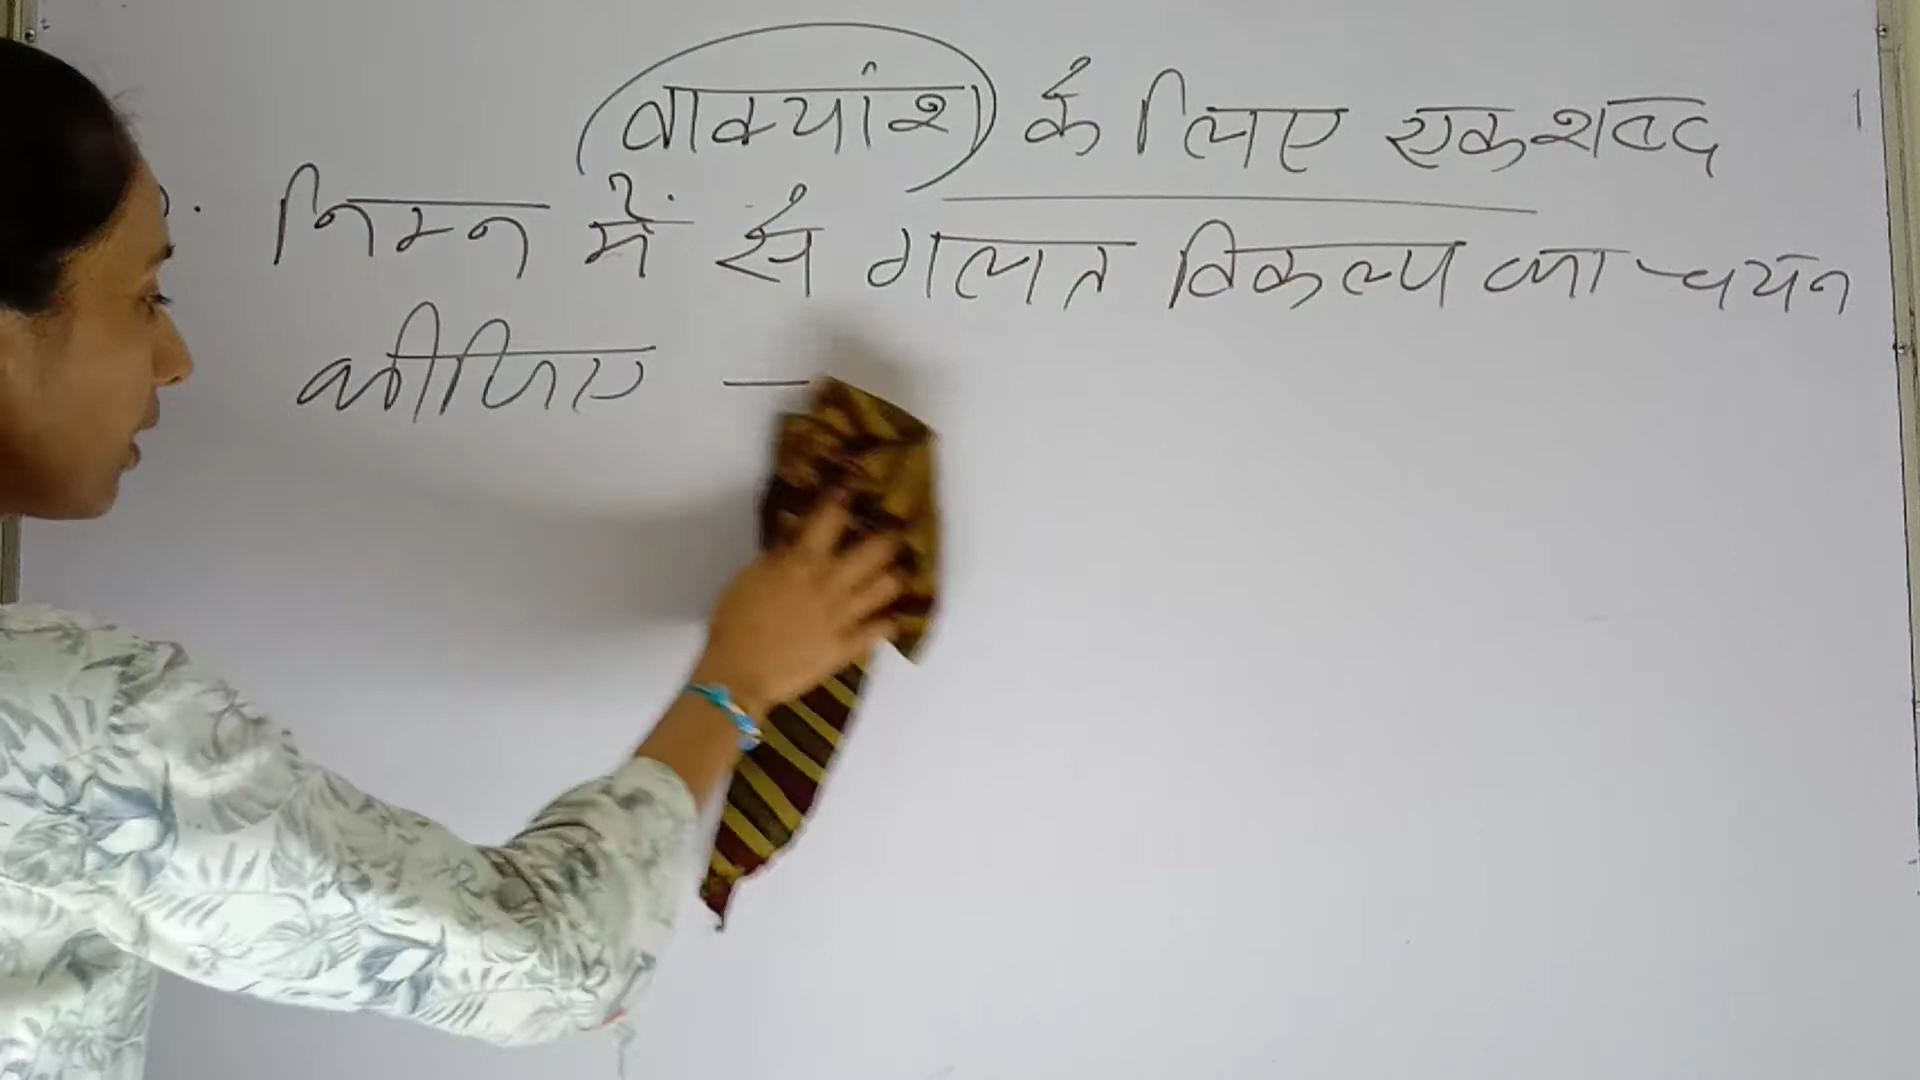 वाक्यांश के लिए एक शब्द
निम्न में से गलत विकल्प का चयन
कीजिए –